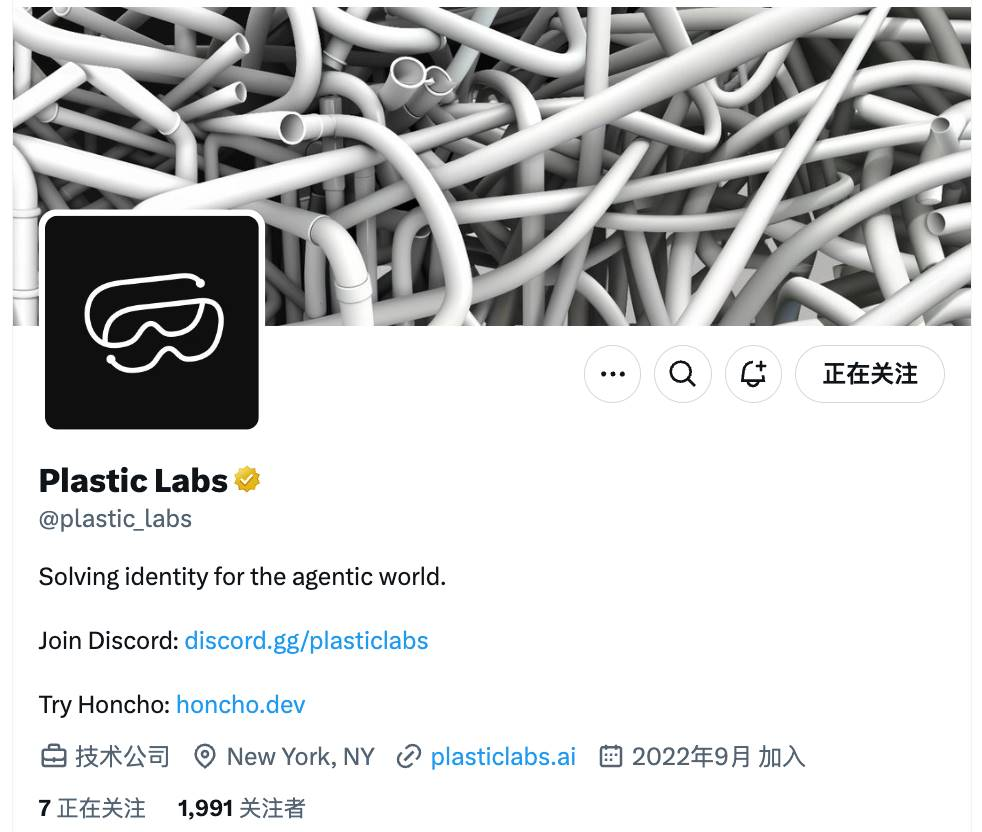 正在关注
Plastic Labs
@plastic_labs
Solving identity for the agentic world.
Join Discord: discord.gg/plasticlabs
Try Honcho: honcho.dev
技术公司 New York, NY plasticlabs.ai 2022年9月 加入
7 正在关注 1,991 关注者